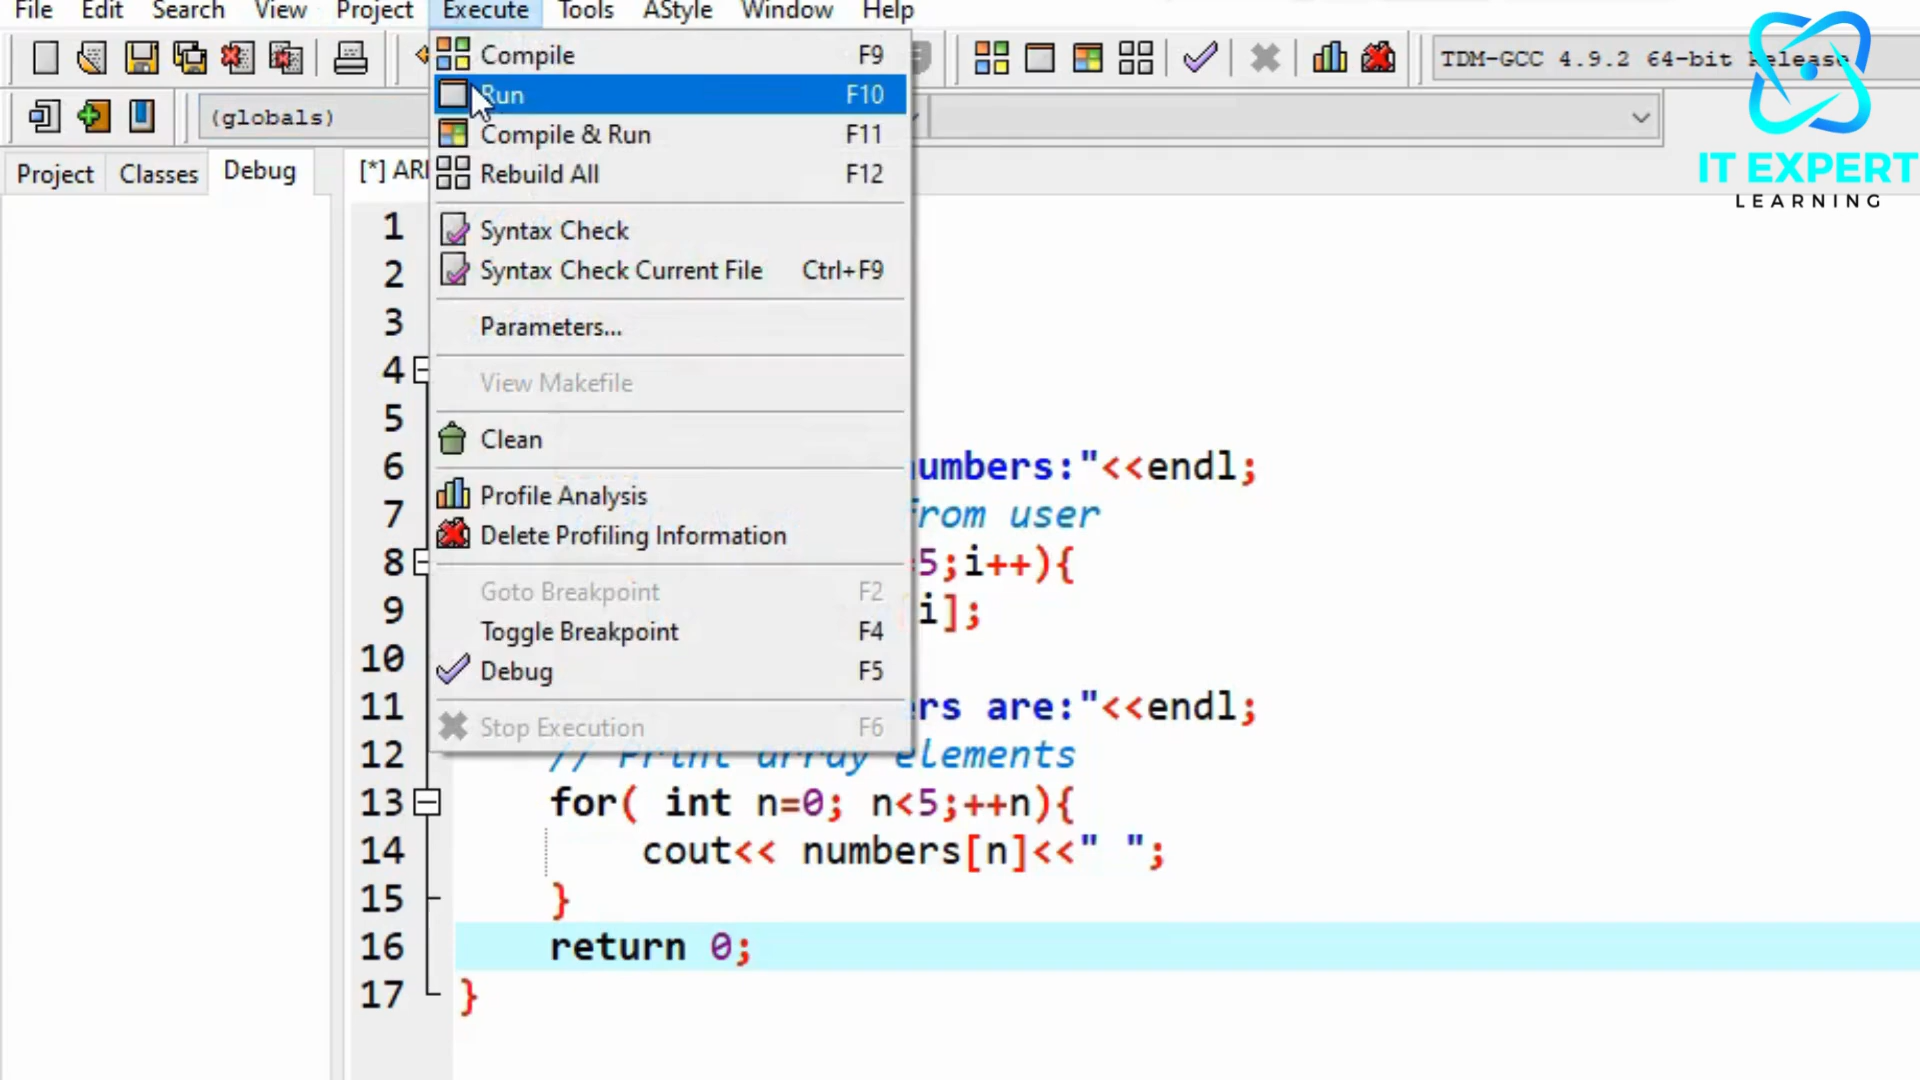 File Edit Search View Project Execute Tools AStyle Window Help
TDM-GCC 4.9.2 64-bit Release
(globals)
IT EXPERT
LEARNING
Project Classes Debug
[*]
Compile F9
Run F10
Compile & Run F11
Rebuild All F12
Syntax Check
Syntax Check Current File Ctrl+F9
Parameters...
View Makefile
Clean
Profile Analysis
Delete Profiling Information
Goto Breakpoint F2
Toggle Breakpoint F4
Debug F5
Stop Execution F6
1
2
3
4
5
6 numbers:"<<endl;
7 from user
8 5;i++){
9 i];
10
11 are:"<<endl;
12 // Print array elements
13 for( int n=0; n<5;++n){
14 cout<< numbers[n]<<" ";
15 }
16 return 0;
17 }